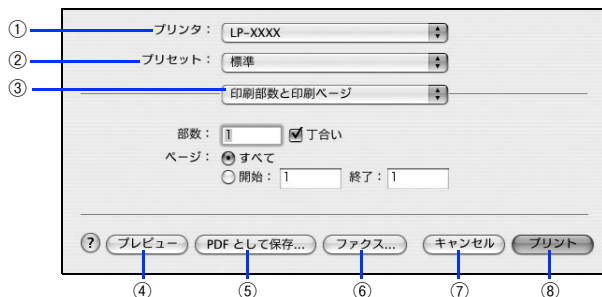 ① プリンタ： LP-XXXX
② プリセット： 標準
③ 印刷部数と印刷ページ
部数： 1 丁合い
ページ： すべて
開始： 1 終了： 1
? プレビュー PDF として保存... ファクス... キャンセル プリント
④ ⑤ ⑥ ⑦ ⑧